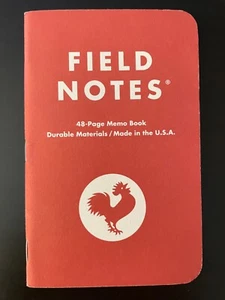 FIELD
NOTES®
48-Page Memo Book
Durable Materials / Made in the U.S.A.